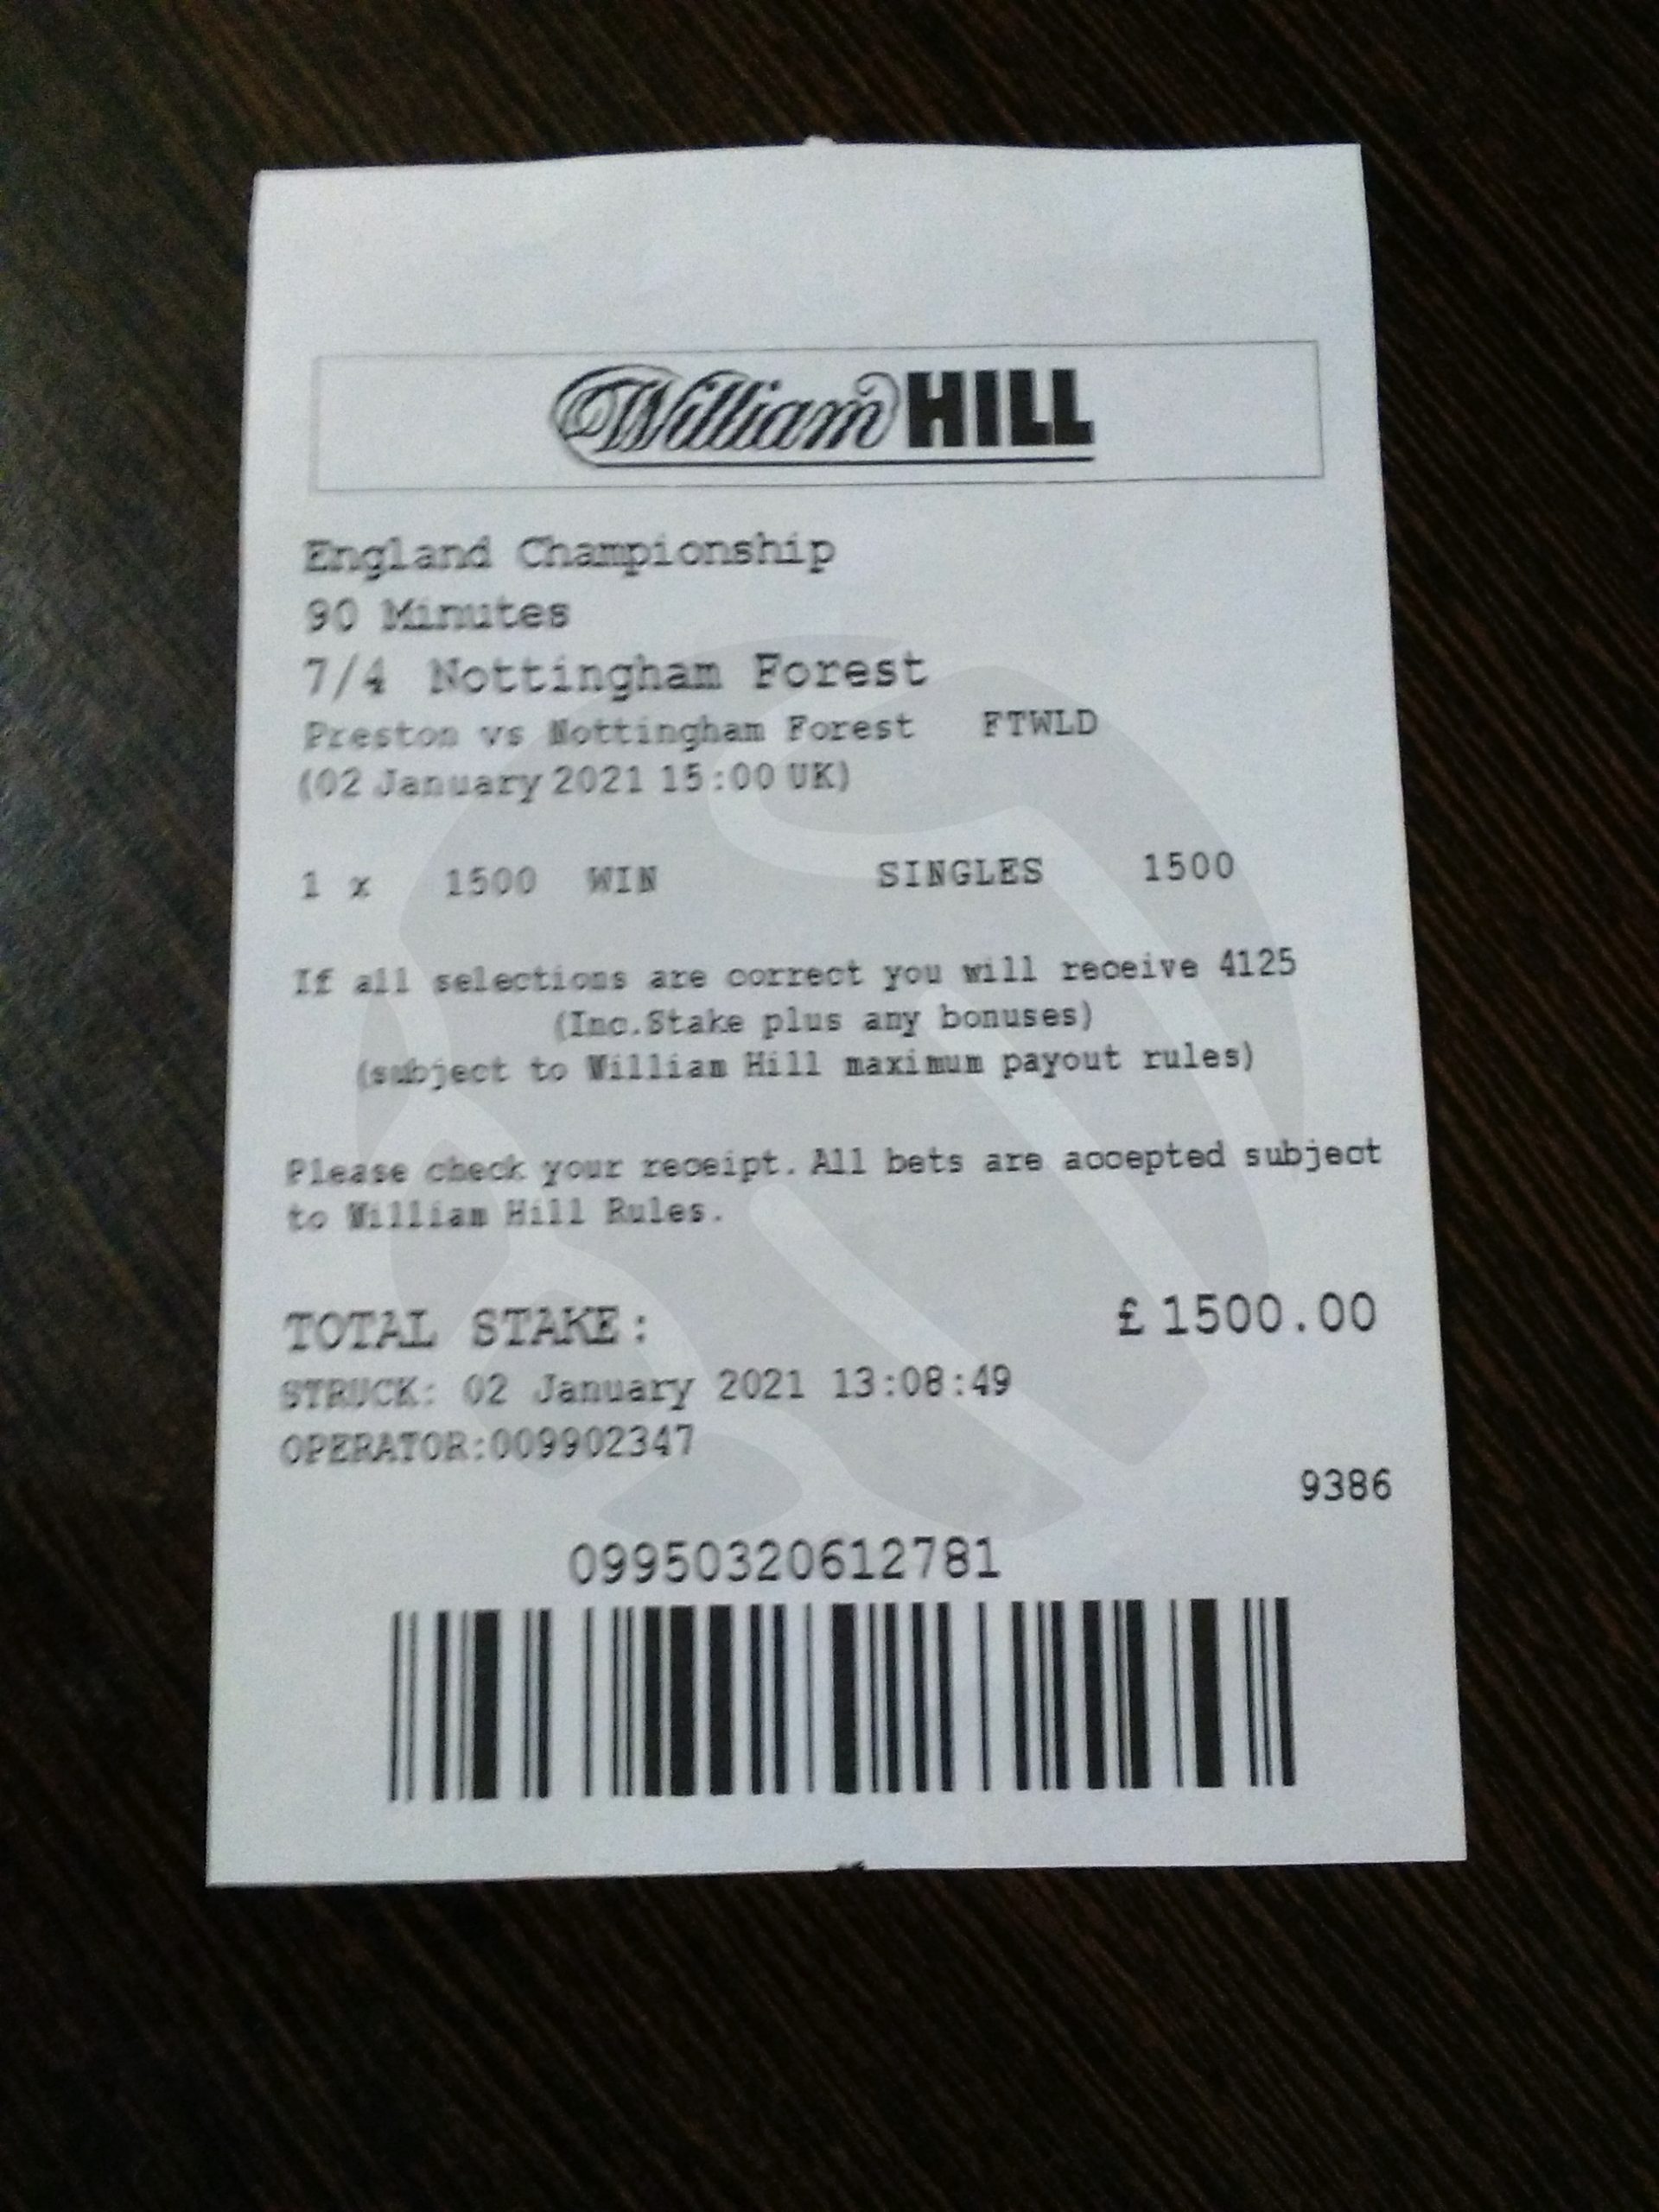 William HILL
England Championship
90 Minutes
7/4 Nottingham Forest
Preston vs Nottingham Forest FTWLD
(02 January 2021 15:00 UK)
1 x 1500 WIN SINGLES 1500
If all selections are correct you will receive 4125
(Inc.Stake plus any bonuses)
(subject to William Hill maximum payout rules)
Please check your receipt. All bets are accepted subject
to William Hill Rules.
TOTAL STAKE: £1500.00
STRUCK: 02 January 2021 13:08:49
OPERATOR:009902347
9386
09950320612781